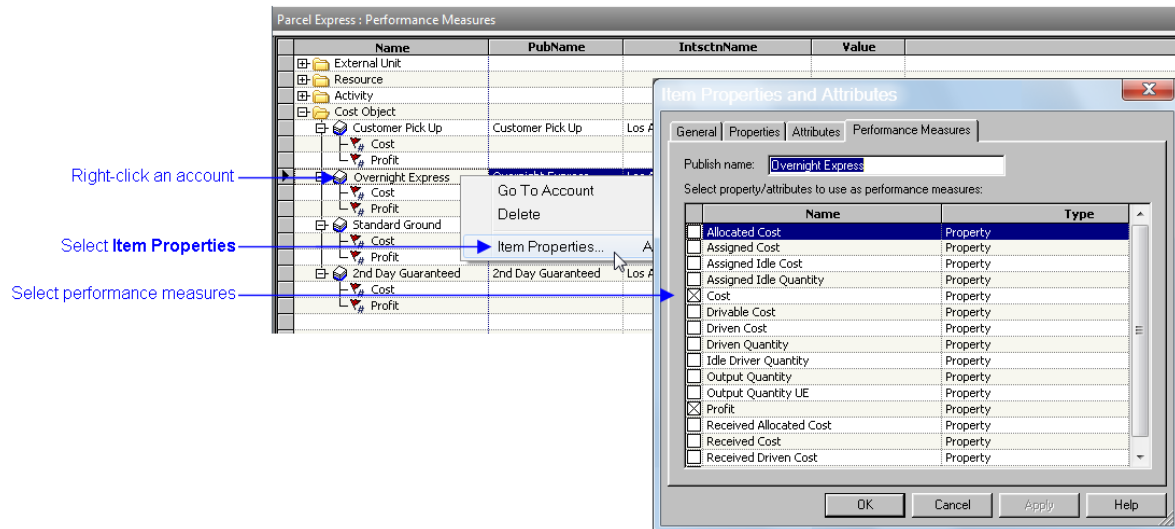 Parcel Express : Performance Measures
Name PubName IntsctnName Value
External Unit
Resource
Activity
Cost Object
Customer Pick Up Customer Pick Up Los A
Cost
Profit
Right-click an account
Overnight Express Overnight Express
Cost
Profit
Standard Ground
Select Item Properties
Cost
Profit
2nd Day Guaranteed 2nd Day Guaranteed Los A
Select performance measures
Cost
Profit
Go To Account
Delete
Item Properties... A
Item Properties and Attributes
General Properties Attributes Performance Measures
Publish name: Overnight Express
Select property/attributes to use as performance measures:
Name Type
Allocated Cost Property
Assigned Cost Property
Assigned Idle Cost Property
Assigned Idle Quantity Property
Cost Property
Drivable Cost Property
Driven Cost Property
Driven Quantity Property
Idle Driver Quantity Property
Output Quantity Property
Output Quantity UE Property
Profit Property
Received Allocated Cost Property
Received Cost Property
Received Driven Cost Property
OK Cancel Apply Help